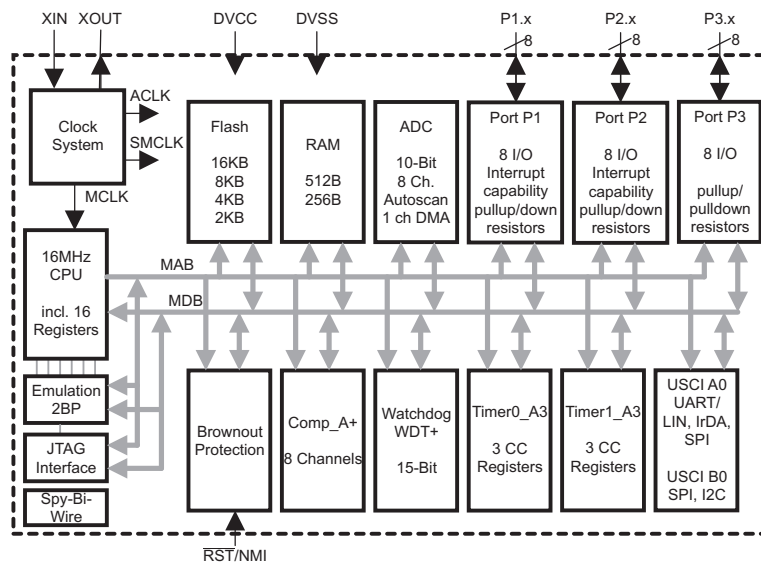 XIN XOUT DVCC DVSS P1.x P2.x P3.x
8 8 8
ACLK
SMCLK
MCLK
Clock
System
Flash
16KB
8KB
4KB
2KB
RAM
512B
256B
ADC
10-Bit
8 Ch.
Autoscan
1 ch DMA
Port P1
8 I/O
Interrupt
capability
pullup/down
resistors
Port P2
8 I/O
Interrupt
capability
pullup/down
resistors
Port P3
8 I/O
pullup/
pulldown
resistors
16MHz
CPU
incl. 16
Registers
MAB
MDB
Emulation
2BP
JTAG
Interface
Spy-Bi-
Wire
Brownout
Protection
Comp_A+
8 Channels
Watchdog
WDT+
15-Bit
Timer0_A3
3 CC
Registers
Timer1_A3
3 CC
Registers
USCI A0
UART/
LIN, IrDA,
SPI
USCI B0
SPI, I2C
RST/NMI